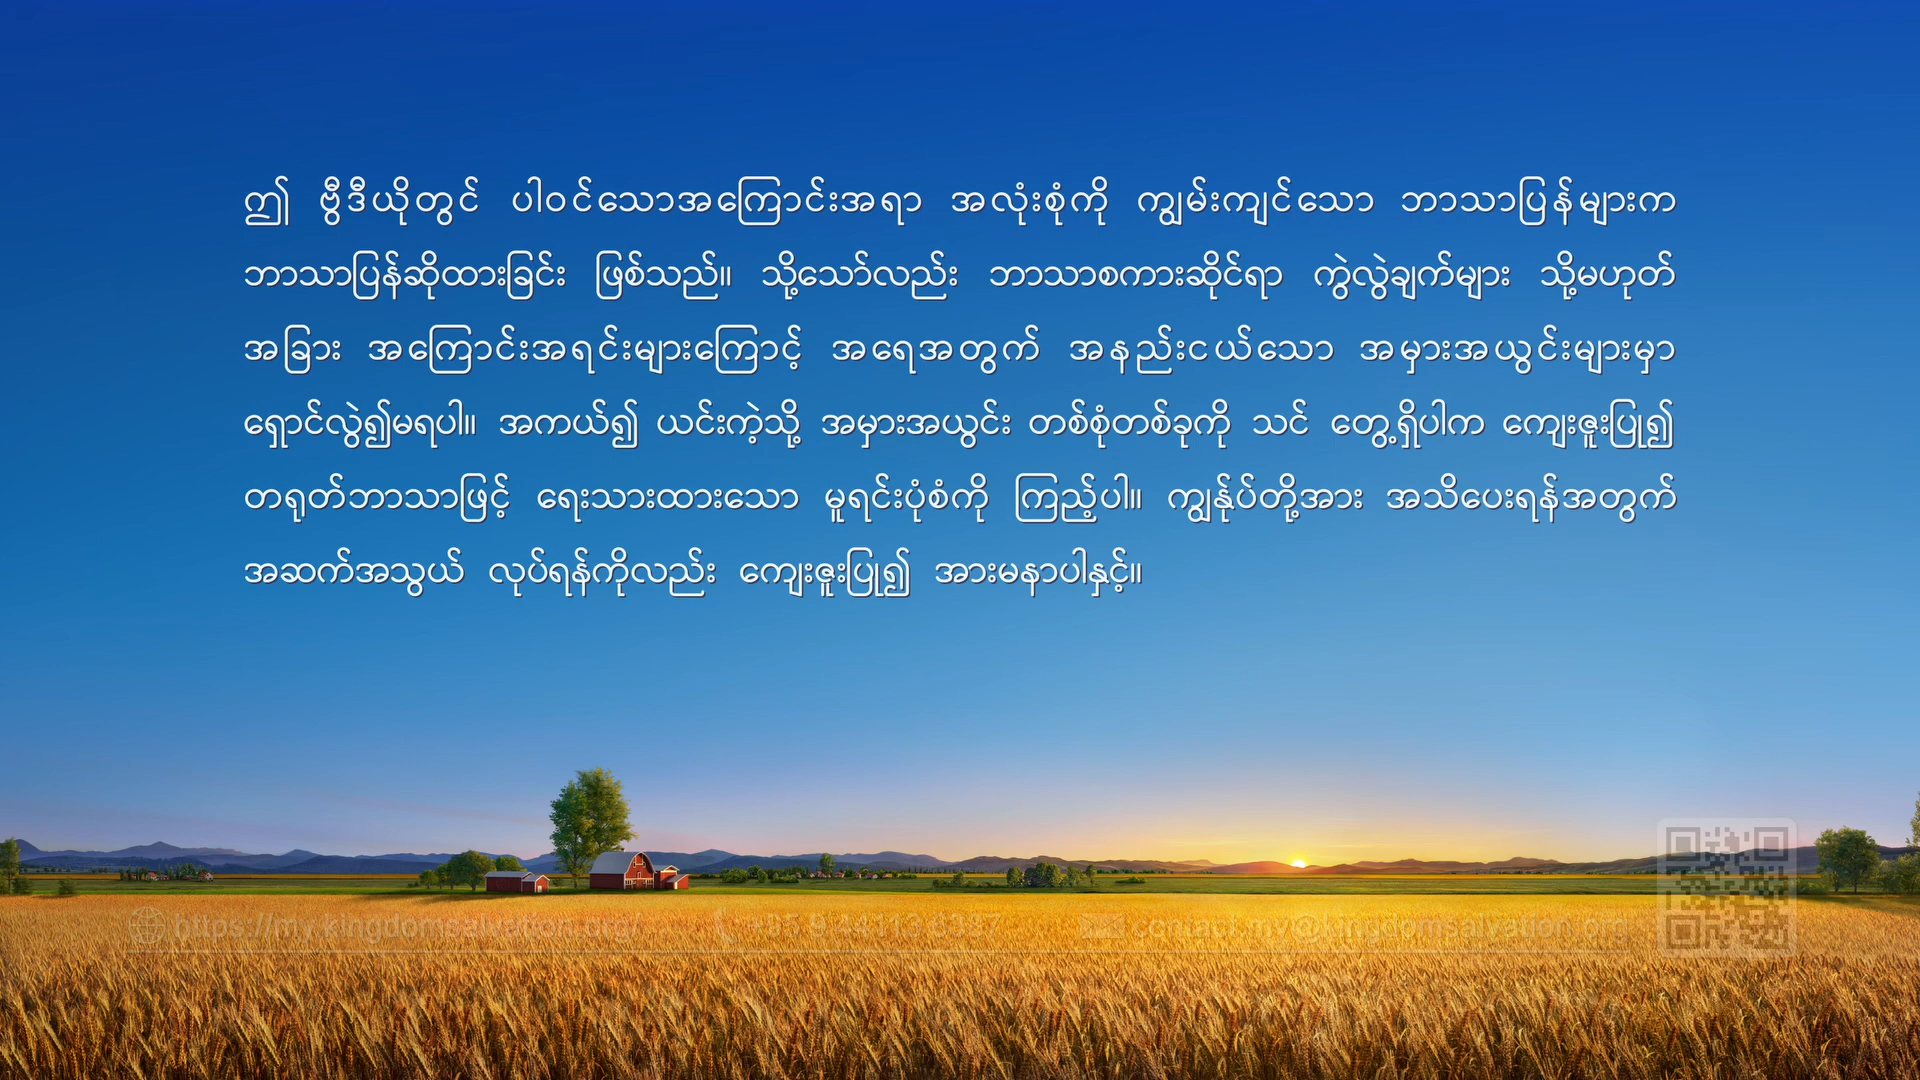 ဤ ဗွီဒီယိုတွင် ပါဝင်သောအကြောင်းအရာ အလုံးစုံကို ကျွမ်းကျင်သော ဘာသာပြန်များက
ဘာသာပြန်ဆိုထားခြင်း ဖြစ်သည်။ သို့သော်လည်း ဘာသာစကားဆိုင်ရာ ကွဲလွဲချက်များ သို့မဟုတ်
အခြား အကြောင်းအရင်းများကြောင့် အရေအတွက် အနည်းငယ်သော အမှားအယွင်းများမှာ
ရှောင်လွဲ၍မရပါ။ အကယ်၍ ယင်းကဲ့သို့ အမှားအယွင်း တစ်စုံတစ်ခုကို သင် တွေ့ရှိပါက ကျေးဇူးပြု၍
တရုတ်ဘာသာဖြင့် ရေးသားထားသော မူရင်းပုံစံကို ကြည့်ပါ။ ကျွန်ုပ်တို့အား အသိပေးရန်အတွက်
အဆက်အသွယ် လုပ်ရန်ကိုလည်း ကျေးဇူးပြု၍ အားမနာပါနှင့်။
https://my.kingdomsalvation.org/ contact.my@kingdomsalvation.org